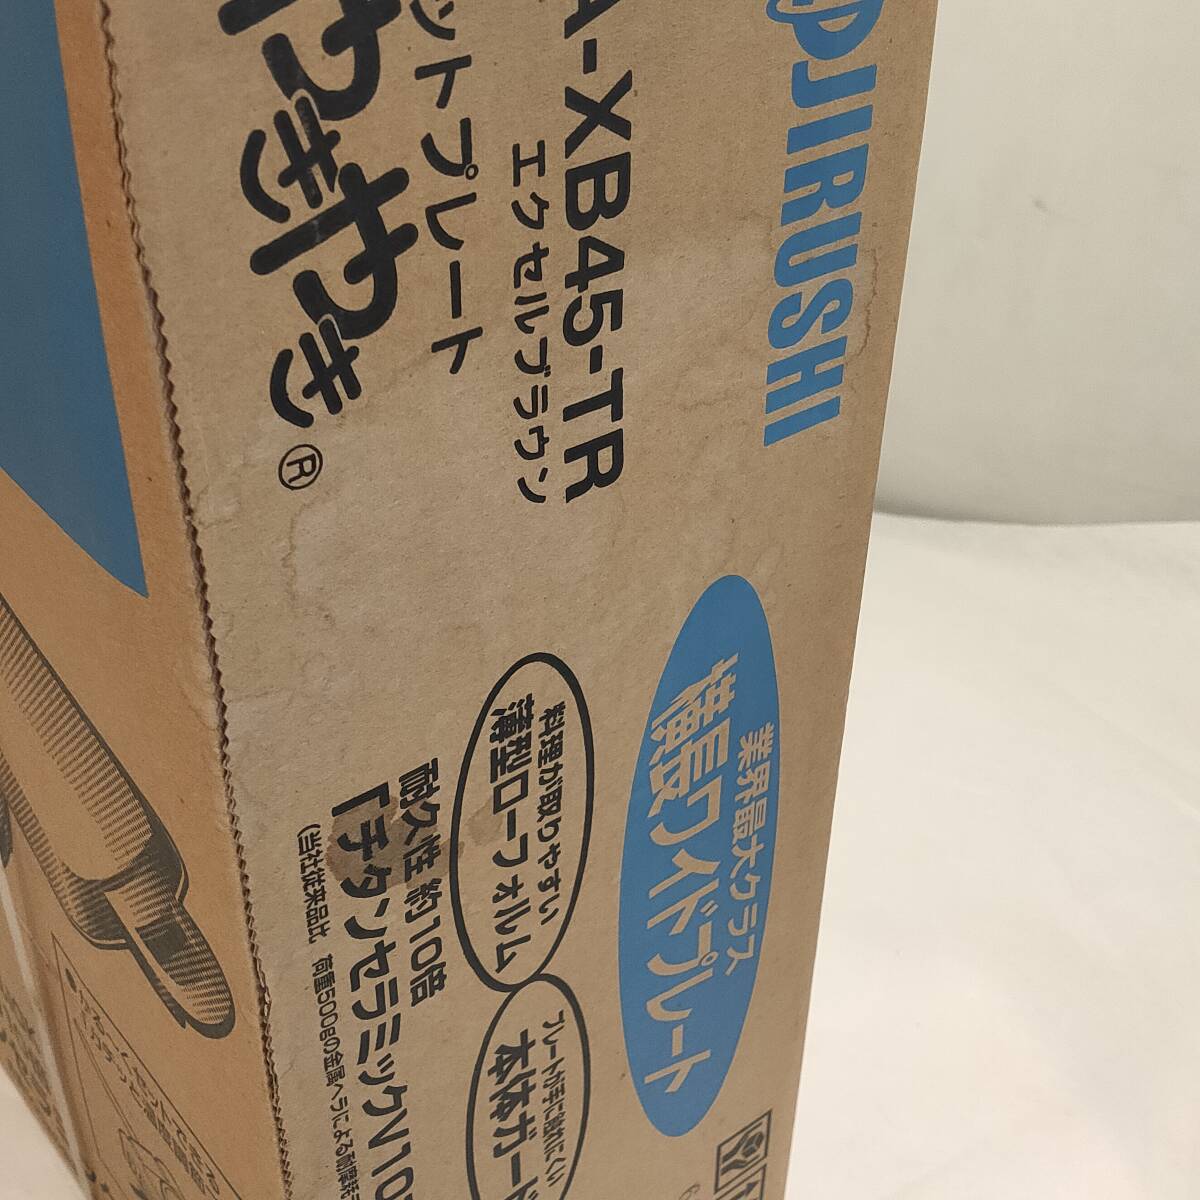 JIRUSHI
A-XB45-TR
エクセルブラウン
ットプレート
やきやき®
業界最大クラス
横長ワイドプレート
料理が取りやすい
薄型ローフォルム
プレートが手に触れにくい
本体ガード
耐久性 約10倍
「チタンセラミックV10
(当社従来品比 荷重500gの金属ヘラによる耐摩耗